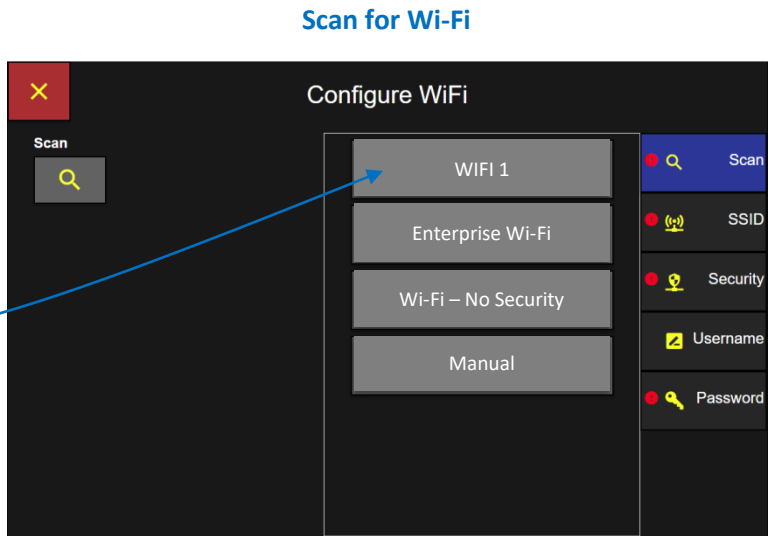 Scan for Wi-Fi
Configure WiFi
Scan
WIFI 1
Enterprise Wi-Fi
Wi-Fi – No Security
Manual
Scan
SSID
Security
Username
Password